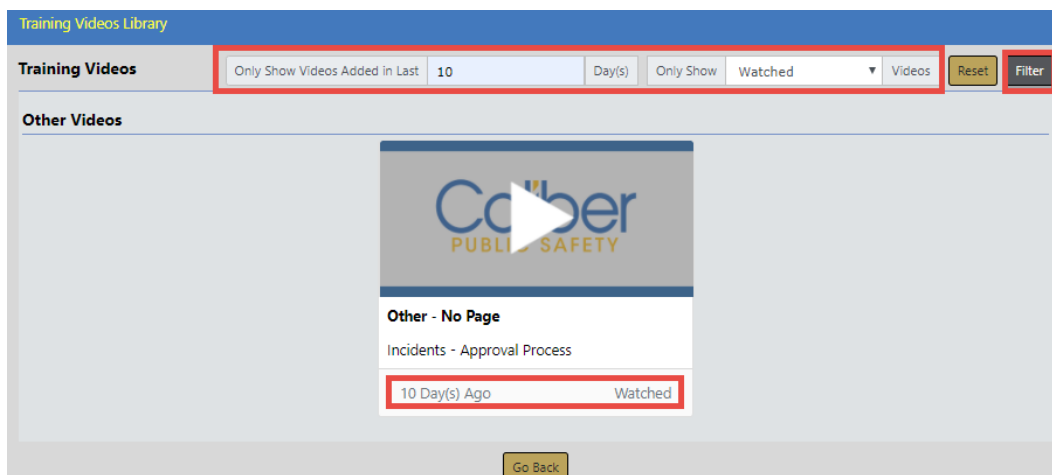 Training Videos Library
Training Videos Only Show Videos Added in Last 10 Day(s) Only Show Watched Videos Reset Filter
Other Videos
Caliber
PUBLIC SAFETY
Other - No Page
Incidents - Approval Process
10 Day(s) Ago Watched
Go Back